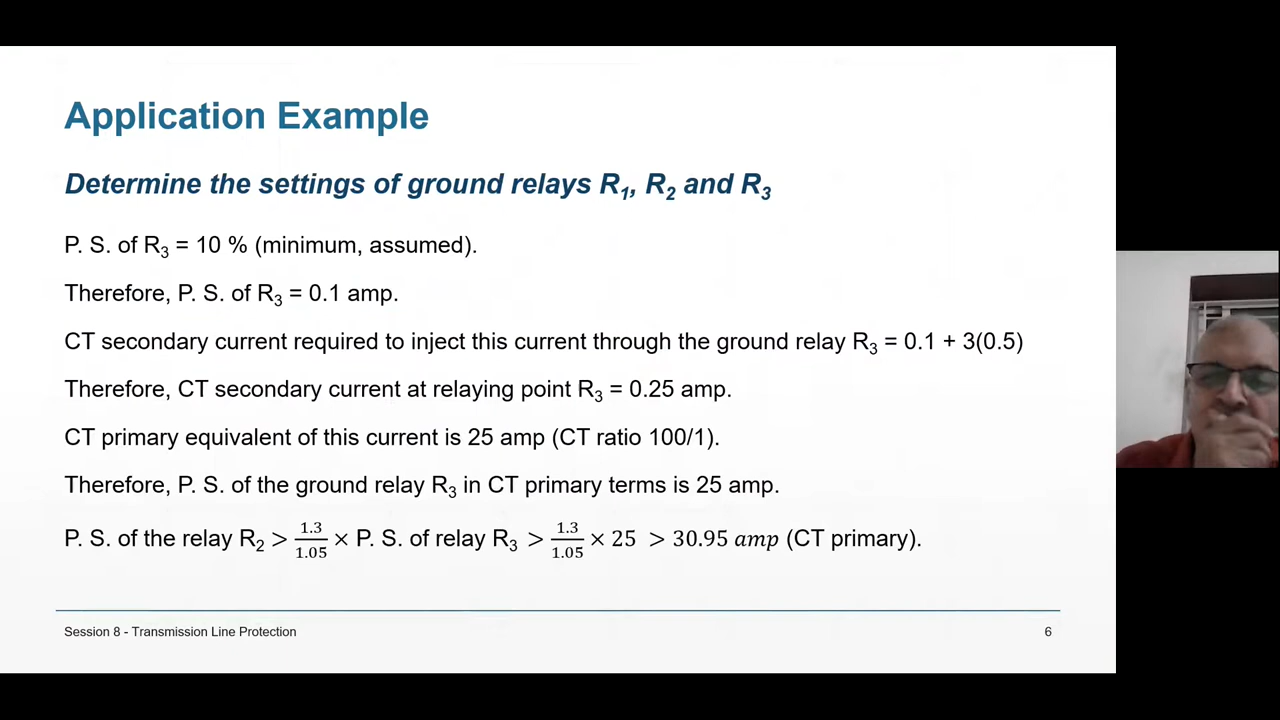 Application Example
Determine the settings of ground relays R₁, R₂ and R₃
P. S. of R₃ = 10 % (minimum, assumed).
Therefore, P. S. of R₃ = 0.1 amp.
CT secondary current required to inject this current through the ground relay R₃ = 0.1 + 3(0.5)
Therefore, CT secondary current at relaying point R₃ = 0.25 amp.
CT primary equivalent of this current is 25 amp (CT ratio 100/1).
Therefore, P. S. of the ground relay R₃ in CT primary terms is 25 amp.
P. S. of the relay R₂ > 1.3/1.05 × P. S. of relay R₃ > 1.3/1.05 × 25 > 30.95 amp (CT primary).
Session 8 - Transmission Line Protection 6